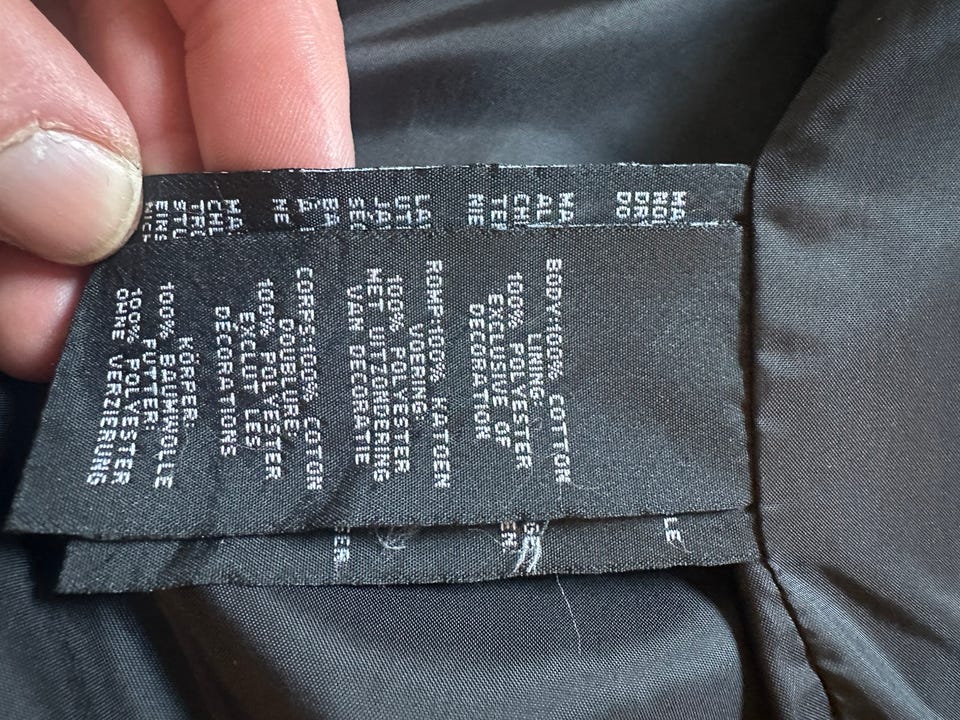 BODY:100% COTTON
LINING:
100% POLYESTER
EXCLUSIVE OF
DECORATION
ROMP:100% KATOEN
VOERING:
100% POLYESTER
MET UITZONDERING
VAN DECORATIE
CORPS:100% COTON
DOUBLURE:
100% POLYESTER
EXCLUT LES
DECORATIONS
KÖRPER:
100% BAUMWOLLE
FUTTER:
100% POLYESTER
OHNE VERZIERUNG